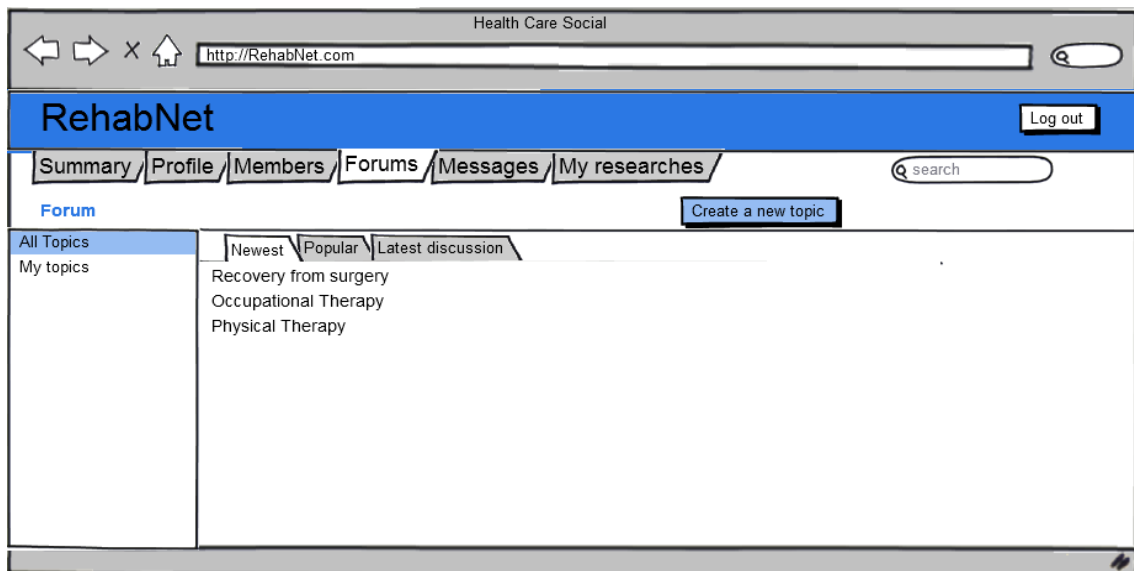 Health Care Social
http://RehabNet.com
RehabNet
Log out
Summary Profile Members Forums Messages My researches
search
Forum
Create a new topic
All Topics
My topics
Newest Popular Latest discussion
Recovery from surgery
Occupational Therapy
Physical Therapy